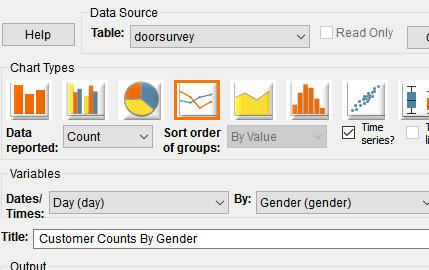 Data Source
Help
Table: doorsurvey
Read Only
Chart Types
Data reported: Count
Sort order of groups: By Value
Time series?
Variables
Dates/ Times: Day (day)
By: Gender (gender)
Title: Customer Counts By Gender
Output